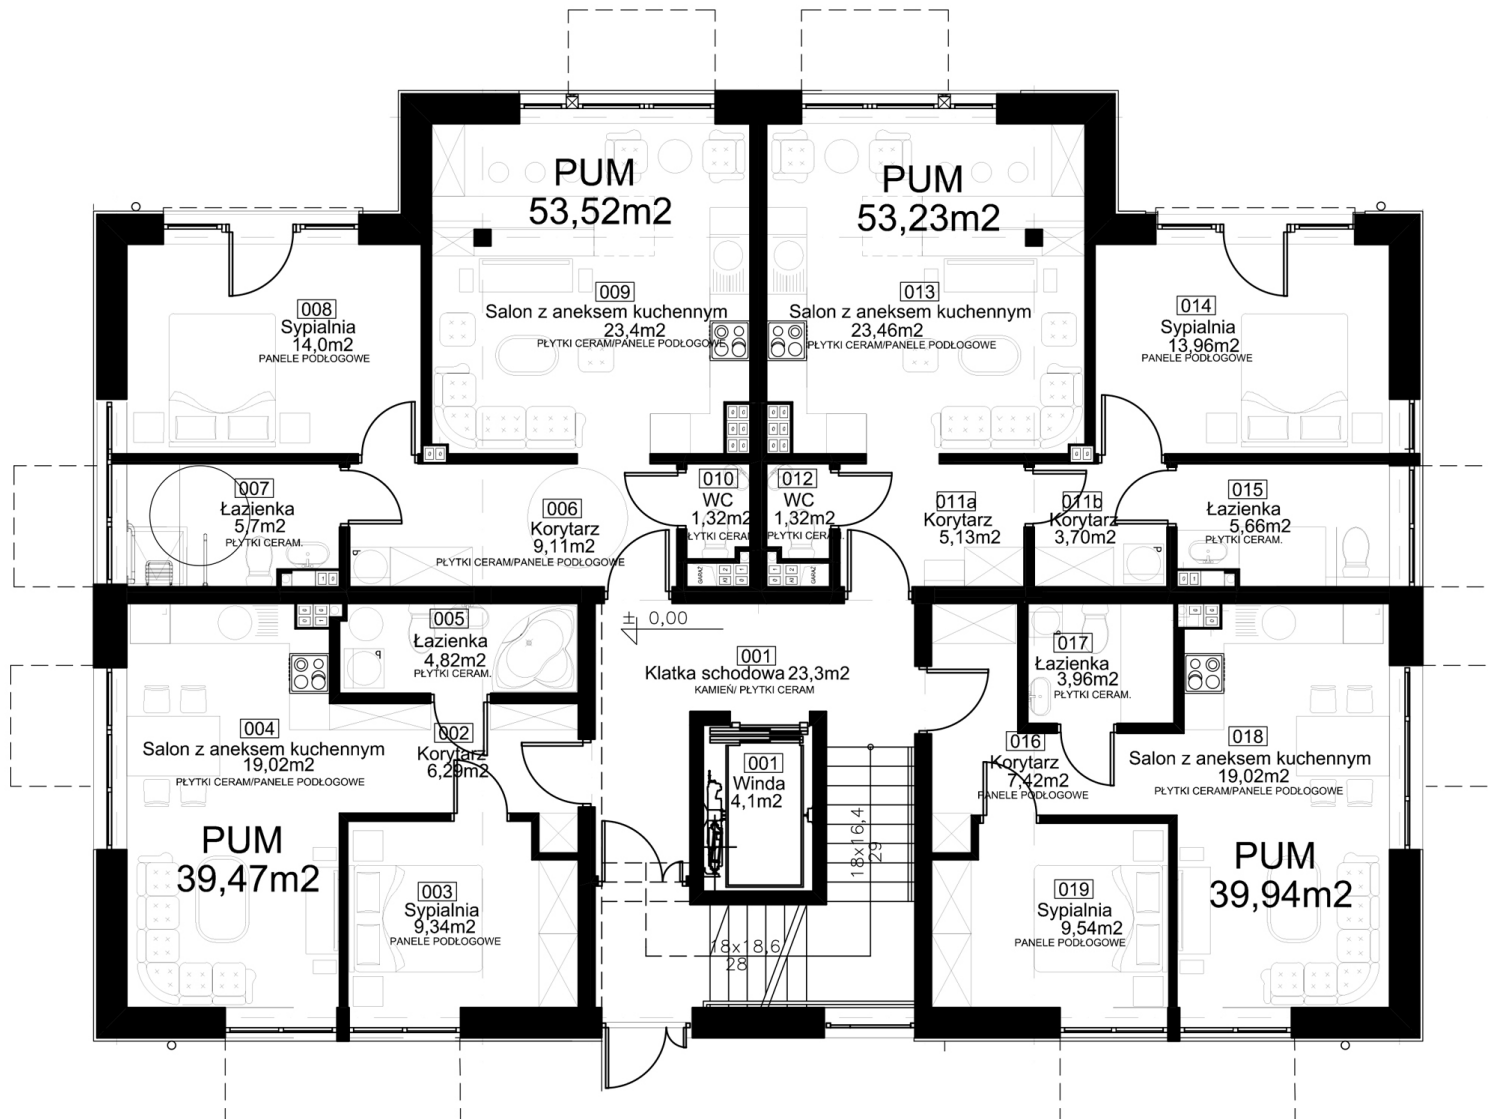 PUM
53,52m2
PUM
53,23m2
008
Sypialnia
14,0m2
PANELE PODŁOGOWE
009
Salon z aneksem kuchennym
23,4m2
PŁYTKI CERAM/PANELE PODŁOGOWE
013
Salon z aneksem kuchennym
23,46m2
PŁYTKI CERAM/PANELE PODŁOGOWE
014
Sypialnia
13,96m2
PANELE PODŁOGOWE
007
Łazienka
5,7m2
PŁYTKI CERAM.
006
Korytarz
9,11m2
PŁYTKI CERAM/PANELE PODŁOGOWE
010
WC
1,32m2
PŁYTKI CERAM.
012
WC
1,32m2
PŁYTKI CERAM.
011a
Korytarz
5,13m2
011b
Korytarz
3,70m2
015
Łazienka
5,66m2
PŁYTKI CERAM.
GARAŻ
GARAŻ
005
Łazienka
4,82m2
PŁYTKI CERAM.
± 0,00
001
Klatka schodowa 23,3m2
KAMIEŃ/ PŁYTKI CERAM
017
Łazienka
3,96m2
PŁYTKI CERAM.
004
Salon z aneksem kuchennym
19,02m2
PŁYTKI CERAM/PANELE PODŁOGOWE
002
Korytarz
6,29m2
001
Winda
4,1m2
016
Korytarz
7,42m2
PANELE PODŁOGOWE
018
Salon z aneksem kuchennym
19,02m2
PŁYTKI CERAM/PANELE PODŁOGOWE
18x16,4
29
PUM
39,47m2
003
Sypialnia
9,34m2
PANELE PODŁOGOWE
18x18,6
28
019
Sypialnia
9,54m2
PANELE PODŁOGOWE
PUM
39,94m2